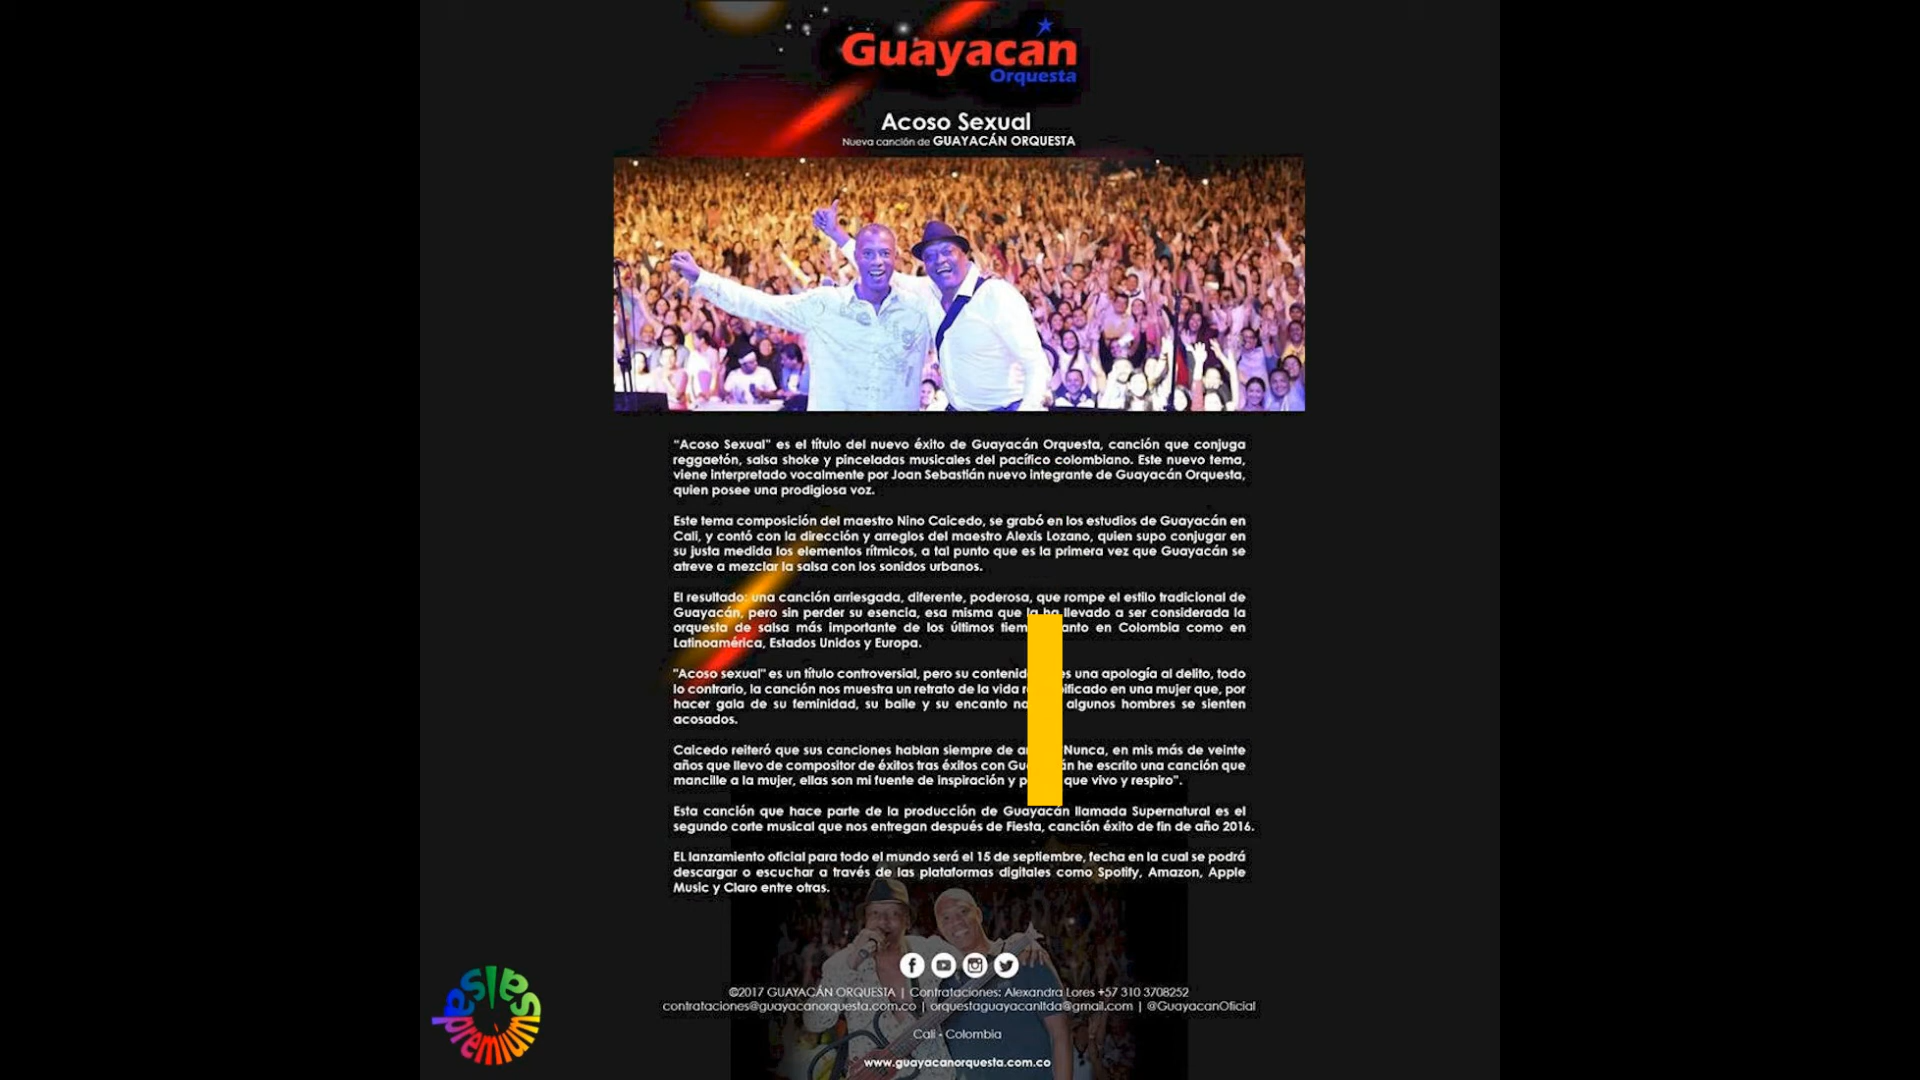 Guayacán
Orquesta
Acoso Sexual
Nueva canción de GUAYACÁN ORQUESTA
"Acoso Sexual" es el título del nuevo éxito de Guayacán Orquesta, canción que conjuga
reggaetón, salsa shoke y pinceladas musicales del pacífico colombiano. Este nuevo tema,
viene interpretado vocalmente por Joan Sebastián nuevo integrante de Guayacán Orquesta,
quien posee una prodigiosa voz.
Este tema composición del maestro Nino Caicedo, se grabó en los estudios de Guayacán en
Cali, y contó con la dirección y arreglos del maestro Alexis Lozano, quien supo conjugar en
su justa medida los elementos rítmicos, a tal punto que es la primera vez que Guayacán se
atreve a mezclar la salsa con los sonidos urbanos.
El resultado: una canción arriesgada, diferente, poderosa, que rompe el estilo tradicional de
Guayacán, pero sin perder su esencia, esa misma que la ha llevado a ser considerada la
orquesta de salsa más importante de los últimos en Colombia como en
Latinoamérica, Estados Unidos y Europa.
"Acoso sexual" es un título controversial, pero su una apología al delito, todo
lo contrario, la canción nos muestra un retrato de la vida en una mujer que, por
hacer gala de su feminidad, su baile y su encanto algunos hombres se sienten
acosados.
Caicedo reiteró que sus canciones hablan siempre de Nunca, en mis más de veinte
años que llevo de compositor de éxitos tras éxitos con he escrito una canción que
mancille a la mujer, ellas son mi fuente de inspiración y que vivo y respiro".
Esta canción que hace parte de la producción de Guayacán llamada Supernatural es el
segundo corte musical que nos entregan después de Fiesta, canción éxito de fin de año 2016.
EL lanzamiento oficial para todo el mundo será el 15 de septiembre, fecha en la cual se podrá
descargar o escuchar a través de las plataformas digitales como Spotify, Amazon, Apple
Music y Claro entre otras.
©2017 GUAYACÁN ORQUESTA | Contrataciones: Alexandra Lores +57 310 3708252
contrataciones@guayacanorquesta.com.co | orquestaguayacanltda@gmail.com | @GuayacanOficial
Cali - Colombia
www.guayacanorquesta.com.co
salsa
premium